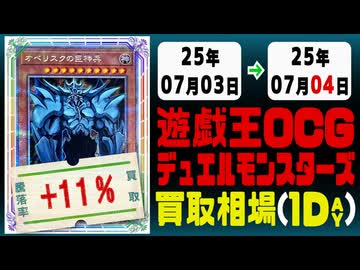 オベリスクの巨神兵
買取
+11%
騰落率
25年
07月03日
25年
07月04日
遊戯王OCG
デュエルモンスターズ
買取相場(1D)